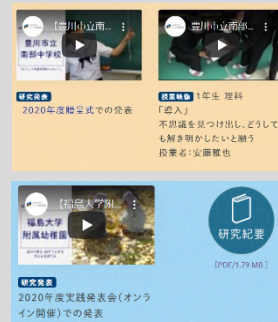 【豊川市立南...
豊川市立
南部中学校
研究発表
2020年度贈呈式での発表
【豊川市立南部...
授業映像 1年生 理科
「導入」
不思議を見つけ出し、どうして
も解き明かしたいと願う
授業者：安藤雅也
【福島大学附...
福島大学
附属幼稚園
研究発表
2020年度実践発表会（オンラ
イン開催）での発表
研究紀要
[PDF/1.79 MB]